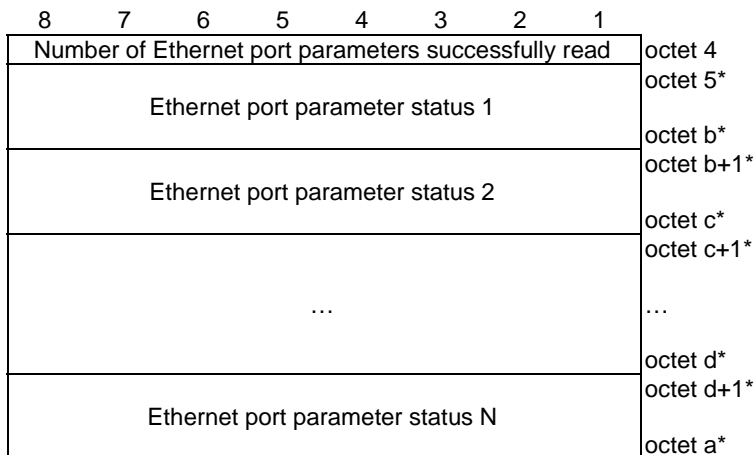 8 7 6 5 4 3 2 1
Number of Ethernet port parameters successfully read octet 4
octet 5*
Ethernet port parameter status 1
octet b*
octet b+1*
Ethernet port parameter status 2
octet c*
octet c+1*
… …
octet d*
octet d+1*
Ethernet port parameter status N
octet a*